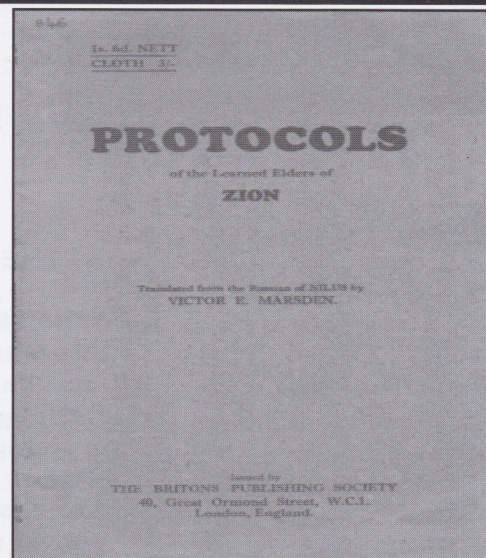 1s. 6d. NETT
CLOTH 3/-
PROTOCOLS
of the Learned Elders of
ZION
Translated from the Russian of NILUS by
VICTOR E. MARSDEN.
Issued by
THE BRITONS PUBLISHING SOCIETY
40, Great Ormond Street, W.C.1.
London, England.